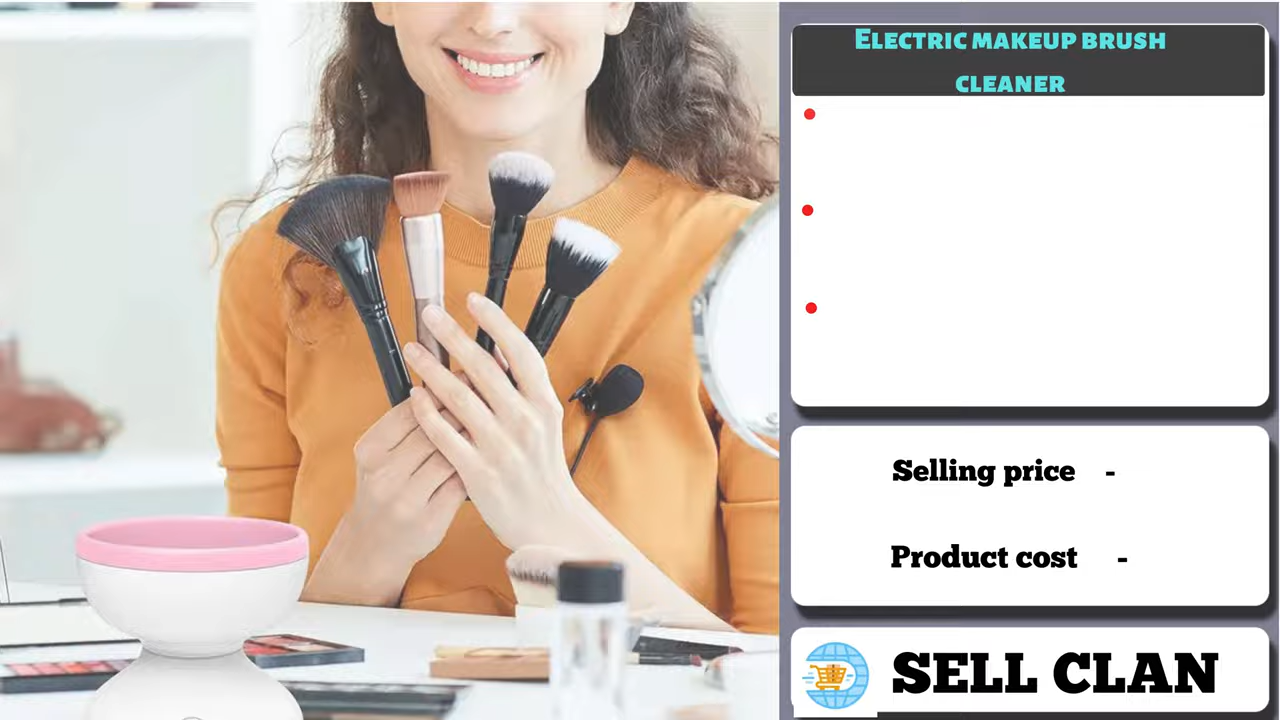 ELECTRIC MAKEUP BRUSH
CLEANER
Selling price -
Product cost -
SELL CLAN